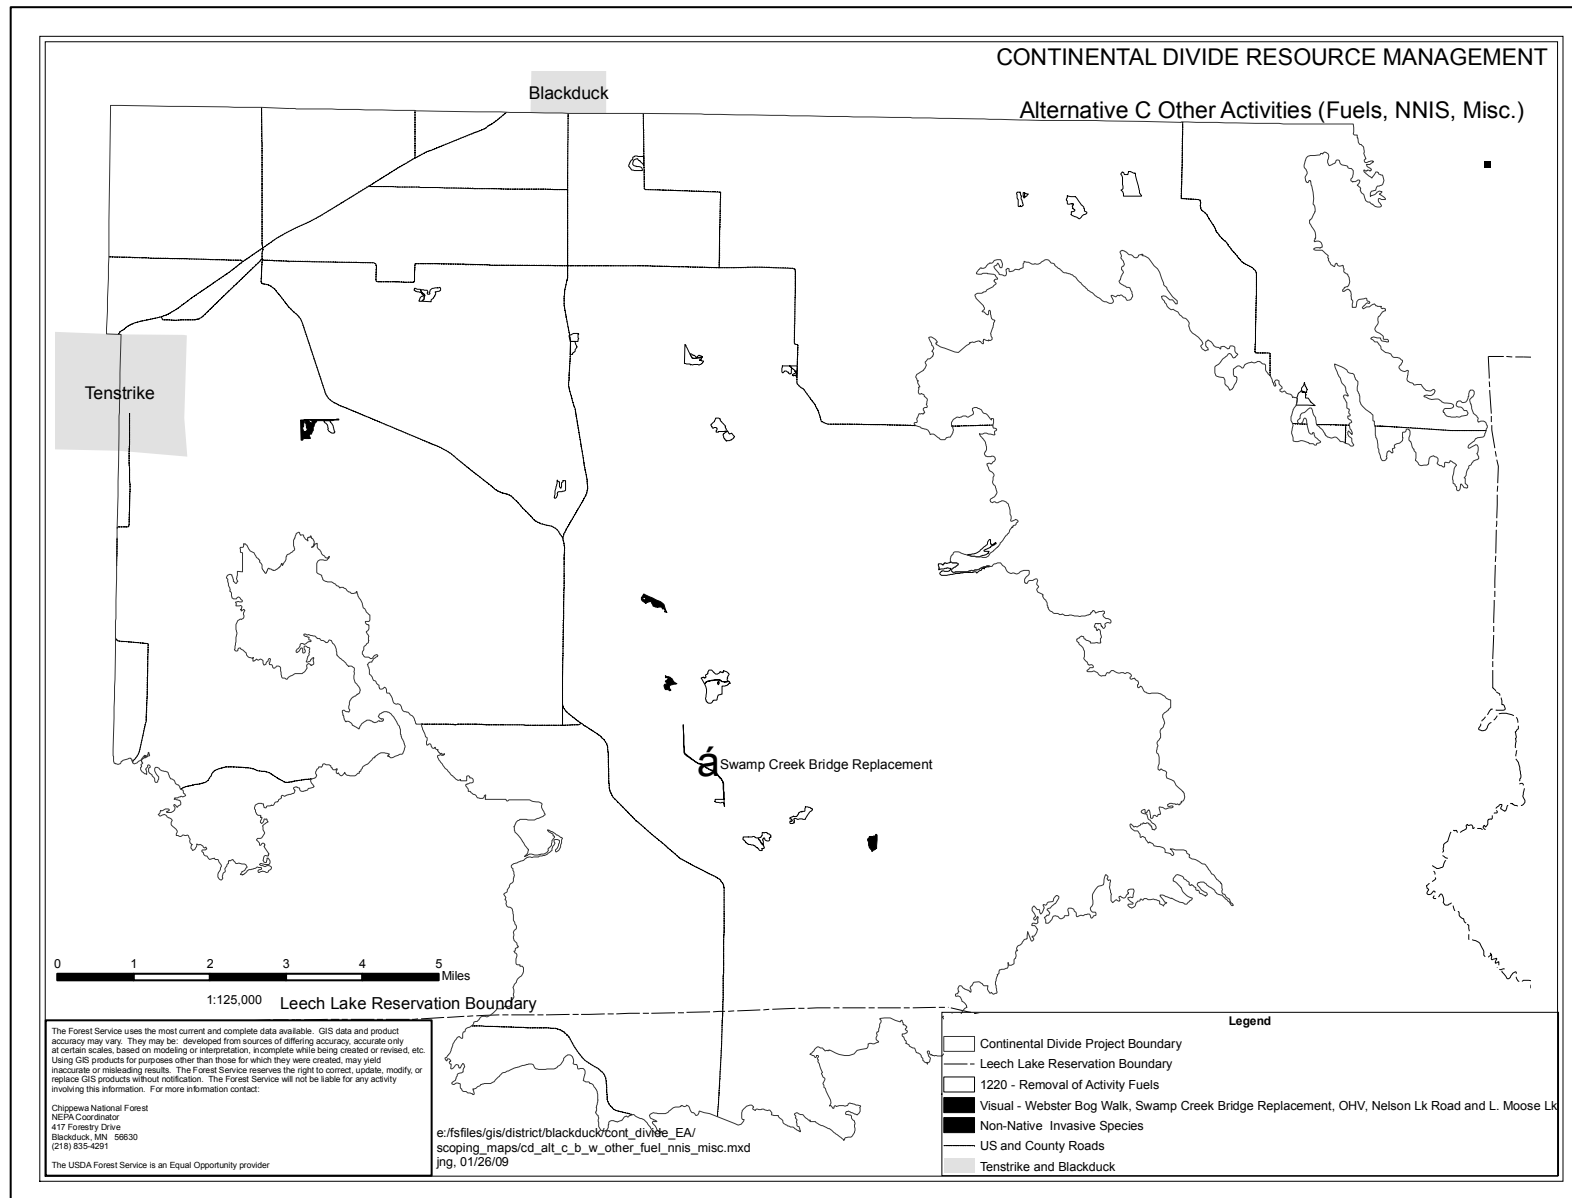 CONTINENTAL DIVIDE RESOURCE MANAGEMENT
Alternative C Other Activities (Fuels, NNIS, Misc.)
Blackduck
Tenstrike
á
Swamp Creek Bridge Replacement
0 1 2 3 4 5
Miles
1:125,000
Leech Lake Reservation Boundary
The Forest Service uses the most current and complete data available. GIS data and product
accuracy may vary. They may be: developed from sources of differing accuracy, accurate only
at certain scales, based on modeling or interpretation, incomplete while being created or revised, etc.
Using GIS products for purposes other than those for which they were created, may yield
inaccurate or misleading results. The Forest Service reserves the right to correct, update, modify, or
replace GIS products without notification. The Forest Service will not be liable for any activity
involving this information. For more information contact:
Chippewa National Forest
NEPA Coordinator
417 Forestry Drive
Blackduck, MN 56630
(218) 835-4291
The USDA Forest Service is an Equal Opportunity provider
e:/fsfiles/gis/district/blackduck/cont_divide_EA/
scoping_maps/cd_alt_c_b_w_other_fuel_nnis_misc.mxd
jng, 01/26/09
Legend
Continental Divide Project Boundary
Leech Lake Reservation Boundary
1220 - Removal of Activity Fuels
Visual - Webster Bog Walk, Swamp Creek Bridge Replacement, OHV, Nelson Lk Road and L. Moose Lk
Non-Native Invasive Species
US and County Roads
Tenstrike and Blackduck